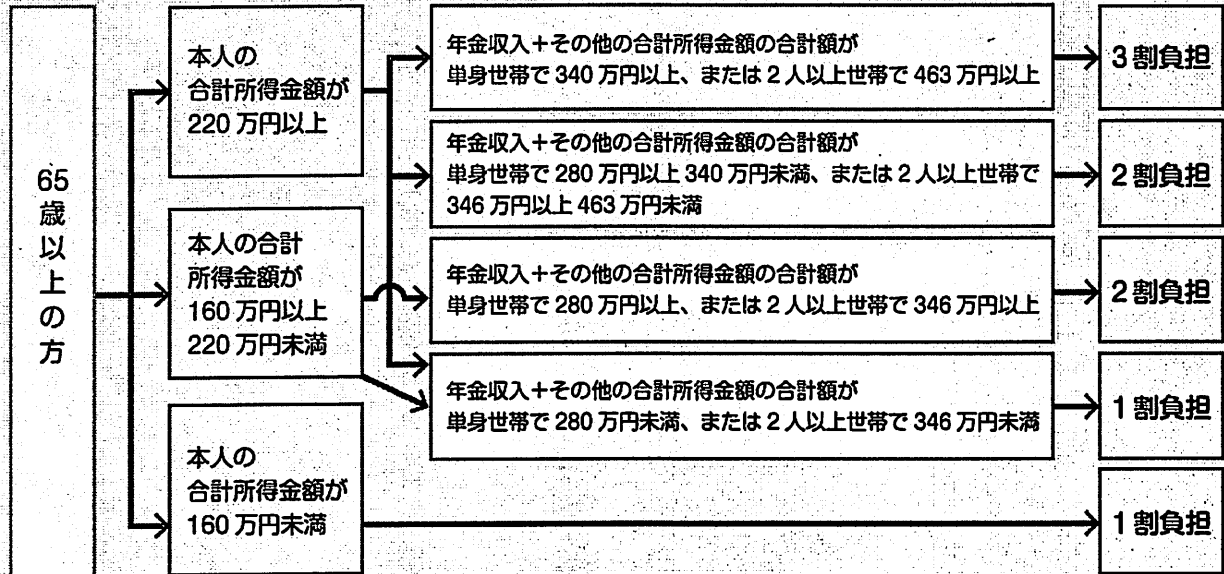 65歳以上の方
本人の
合計所得金額が
220万円以上
年金収入+その他の合計所得金額の合計額が
単身世帯で340万円以上、または2人以上世帯で463万円以上
3割負担
年金収入+その他の合計所得金額の合計額が
単身世帯で280万円以上340万円未満、または2人以上世帯で
346万円以上463万円未満
2割負担
本人の合計
所得金額が
160万円以上
220万円未満
年金収入+その他の合計所得金額の合計額が
単身世帯で280万円以上、または2人以上世帯で346万円以上
2割負担
年金収入+その他の合計所得金額の合計額が
単身世帯で280万円未満、または2人以上世帯で346万円未満
1割負担
本人の
合計所得金額が
160万円未満
1割負担